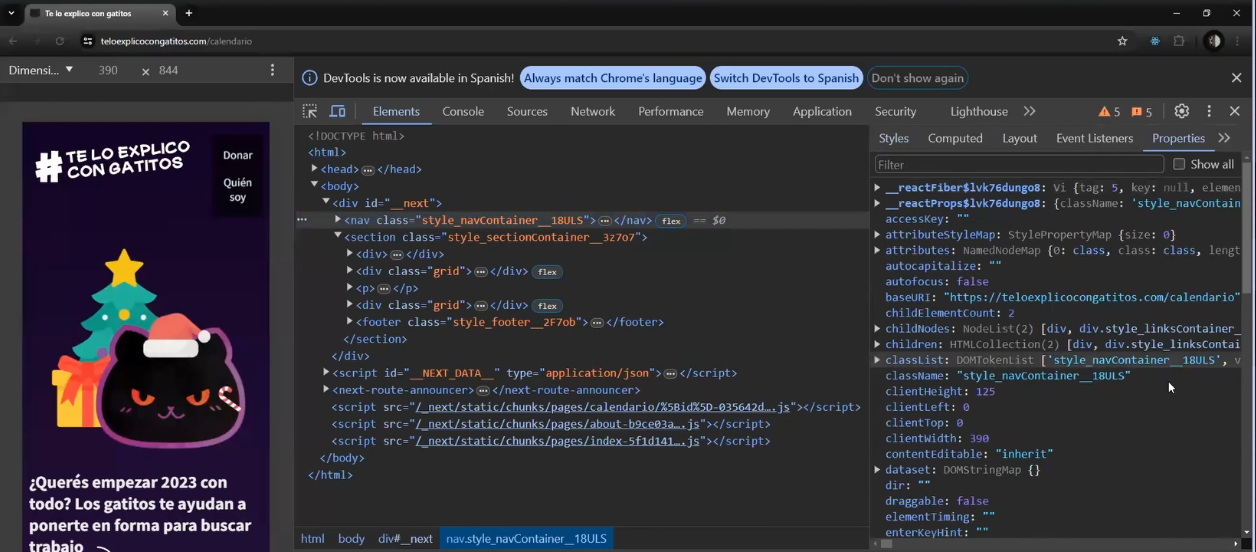 Te lo explico con gatitos
teloexplicocongatitos.com/calendario
Dimensi... 390 × 844
DevTools is now available in Spanish! Always match Chrome's language Switch DevTools to Spanish Don't show again
Elements Console Sources Network Performance Memory Application Security Lighthouse 5 5
Styles Computed Layout Event Listeners Properties
Filter Show all
# TE LO EXPLICO
CON GATITOS
Donar
Quién
soy
¿Querés empezar 2023 con
todo? Los gatitos te ayudan a
ponerte en forma para buscar
trabajo
<!DOCTYPE html>
<html>
<head> … </head>
<body>
<div id="__next">
<nav class="style_navContainer__18ULS"> … </nav> flex == $0
<section class="style_sectionContainer__3z7o7">
<div> … </div>
<div class="grid"> … </div> flex
<p> … </p>
<div class="grid"> … </div> flex
<footer class="style_footer__2F7ob"> … </footer>
</section>
</div>
<script id="__NEXT_DATA__" type="application/json"> … </script>
<next-route-announcer> … </next-route-announcer>
<script src="/_next/static/chunks/pages/calendario/%5Bid%5D-035642d….js"></script>
<script src="/_next/static/chunks/pages/about-b9ce03a….js"></script>
<script src="/_next/static/chunks/pages/index-5f1d141….js"></script>
</body>
</html>
html body div#__next nav.style_navContainer__18ULS
__reactFiber$lvk76dungo8: Vi {tag: 5, key: null, elemen
__reactProps$lvk76dungo8: {className: 'style_navContain
accessKey: ""
attributeStyleMap: StylePropertyMap {size: 0}
attributes: NamedNodeMap {0: class, class: class, lengt
autocapitalize: ""
autofocus: false
baseURI: "https://teloexplicocongatitos.com/calendario"
childElementCount: 2
childNodes: NodeList(2) [div, div.style_linksContainer_
children: HTMLCollection(2) [div, div.style_linksContai
classList: DOMTokenList ['style_navContainer__18ULS', v
className: "style_navContainer__18ULS"
clientHeight: 125
clientLeft: 0
clientTop: 0
clientWidth: 390
contentEditable: "inherit"
dataset: DOMStringMap {}
dir: ""
draggable: false
elementTiming: ""
enterKeyHint: ""